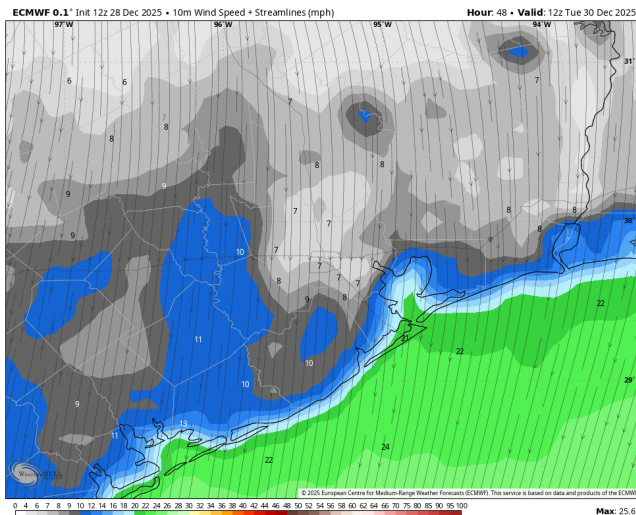 ECMWF 0.1° Init 12z 28 Dec 2025 • 10m Wind Speed + Streamlines (mph) Hour: 48 • Valid: 12z Tue 30 Dec 2025
97°W 96°W 95°W 94°W
31°
6 6 7
7
8 8
8 8
9 9
7 8 8
30°
9 7 8
10 7
7 7
8 9 8
22
11 21
22
10
29°
10
9
13
11
24
22
WEATHERBELL
© 2025 European Centre for Medium-Range Weather Forecasts (ECMWF). This service is based on data and products of the ECMWF
0 4 6 8 9 10 12 14 16 18 20 22 24 26 28 30 32 34 36 38 40 42 44 46 48 50 52 54 56 58 60 62 64 66 68 70 75 80 85 90 95 100
Max: 25.6